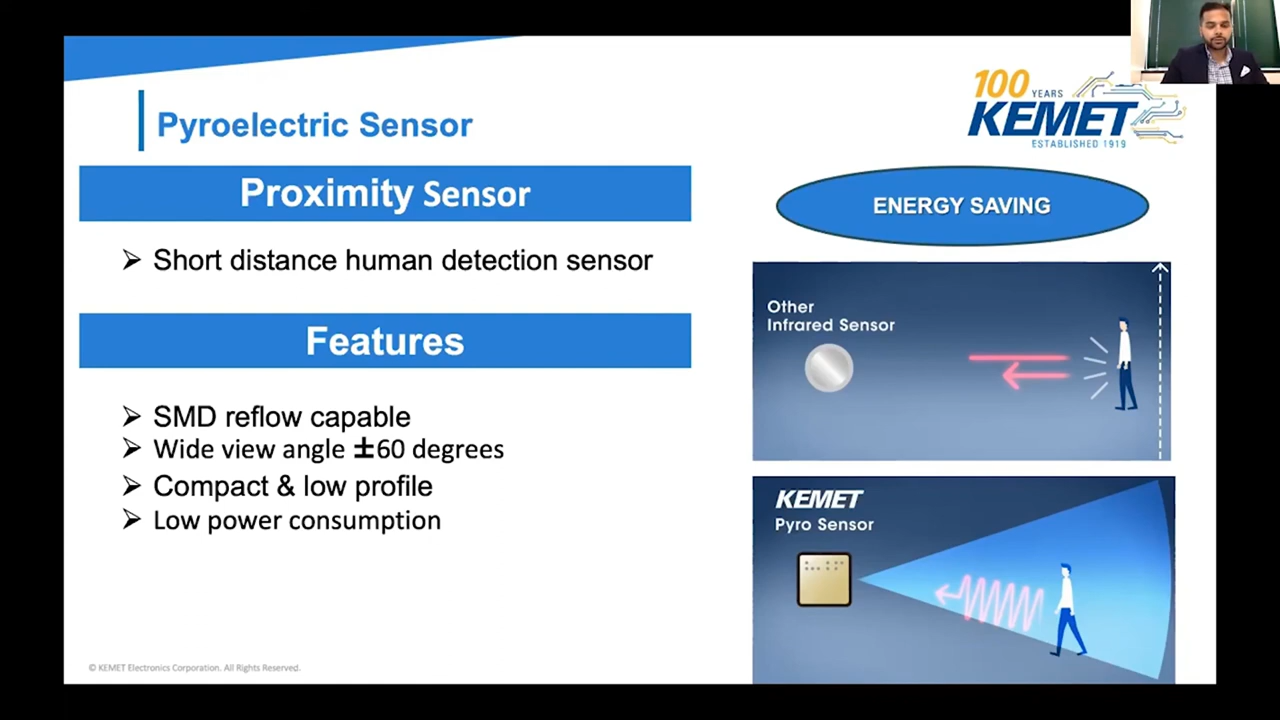 Pyroelectric Sensor
100 YEARS
KEMET
ESTABLISHED 1919
Proximity Sensor
➢ Short distance human detection sensor
Features
➢ SMD reflow capable
➢ Wide view angle ±60 degrees
➢ Compact & low profile
➢ Low power consumption
ENERGY SAVING
Other
Infrared Sensor
KEMET
Pyro Sensor
© KEMET Electronics Corporation. All Rights Reserved.